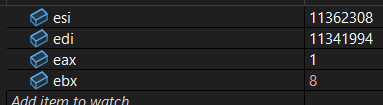 esi 11362308
edi 11341994
eax 1
ebx 8
Add item to watch